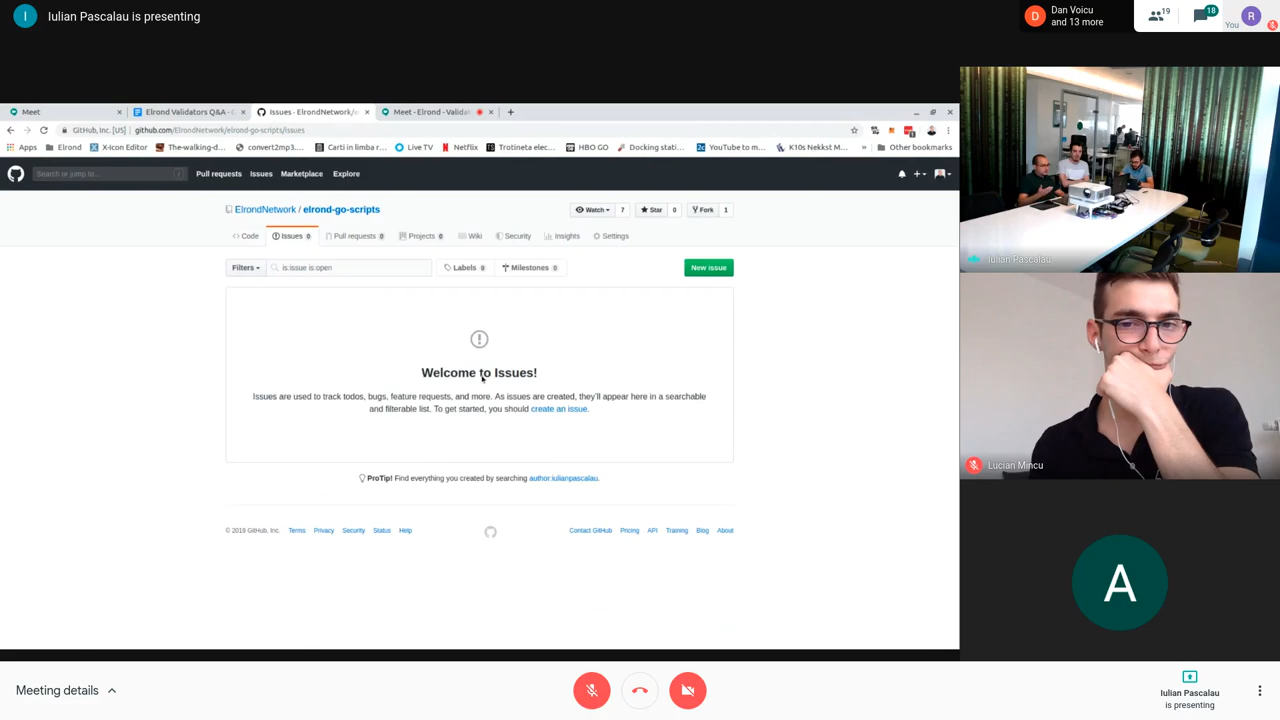 I Iulian Pascalau is presenting
D Dan Voicu
and 13 more
19
18
You R
Meet
Elrond Validators Q&A -
Issues · ElrondNetwork/e
Meet - Elrond - Valida
GitHub, Inc. [US] github.com/ElrondNetwork/elrond-go-scripts/issues
Apps Elrond X-Icon Editor The-walking-d... convert2mp3.... Carti in limba r... Live TV Netflix Trotineta elec... HBO GO Docking stati... YouTube to m... K10s Nekkst M... » Other bookmarks
Search or jump to... / Pull requests Issues Marketplace Explore
ElrondNetwork / elrond-go-scripts
Watch 7 Star 0 Fork 1
Code Issues 0 Pull requests 0 Projects 0 Wiki Security Insights Settings
Filters is:issue is:open Labels 0 Milestones 0 New issue
Welcome to Issues!
Issues are used to track todos, bugs, feature requests, and more. As issues are created, they'll appear here in a searchable
and filterable list. To get started, you should create an issue.
ProTip! Find everything you created by searching author:iulianpascalau.
© 2019 GitHub, Inc. Terms Privacy Security Status Help Contact GitHub Pricing API Training Blog About
Iulian Pascalau
Lucian Mincu
A
Meeting details
Iulian Pascalau
is presenting